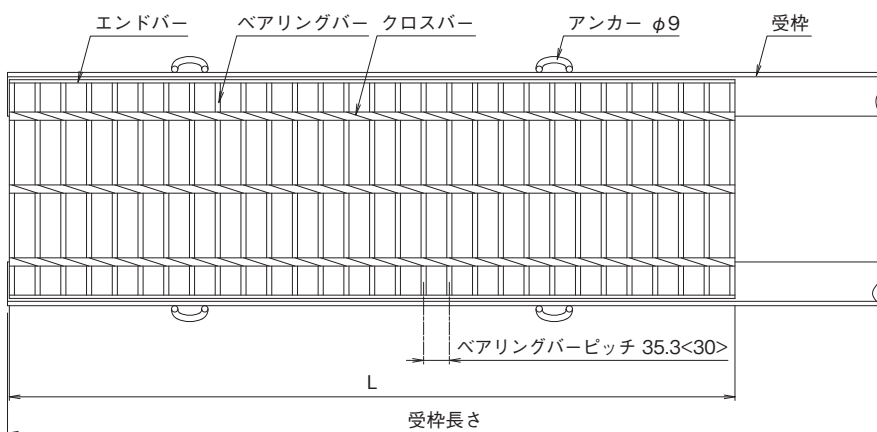 エンドバー
ベアリングバー
クロスバー
アンカー φ9
受枠
ベアリングバーピッチ 35.3<30>
L
受枠長さ